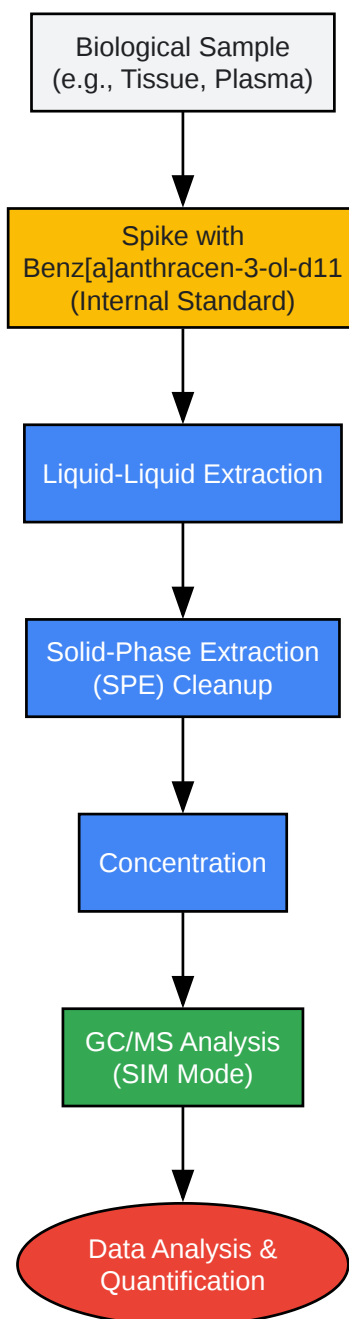 Biological Sample
(e.g., Tissue, Plasma)
Spike with
Benz[a]anthracen-3-ol-d11
(Internal Standard)
Liquid-Liquid Extraction
Solid-Phase Extraction
(SPE) Cleanup
Concentration
GC/MS Analysis
(SIM Mode)
Data Analysis &
Quantification